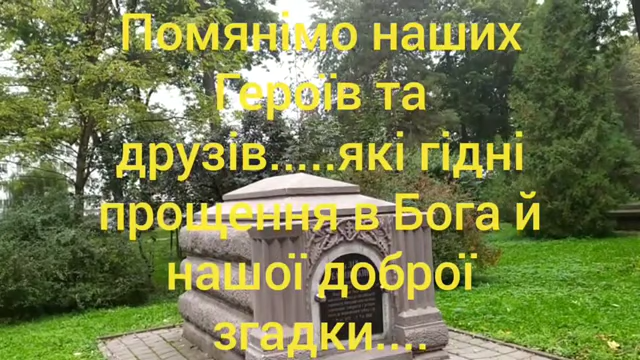 Помянімо наших
Героїв та
друзів.....які гідні
прощення в Бога й
нашої доброї
згадки....